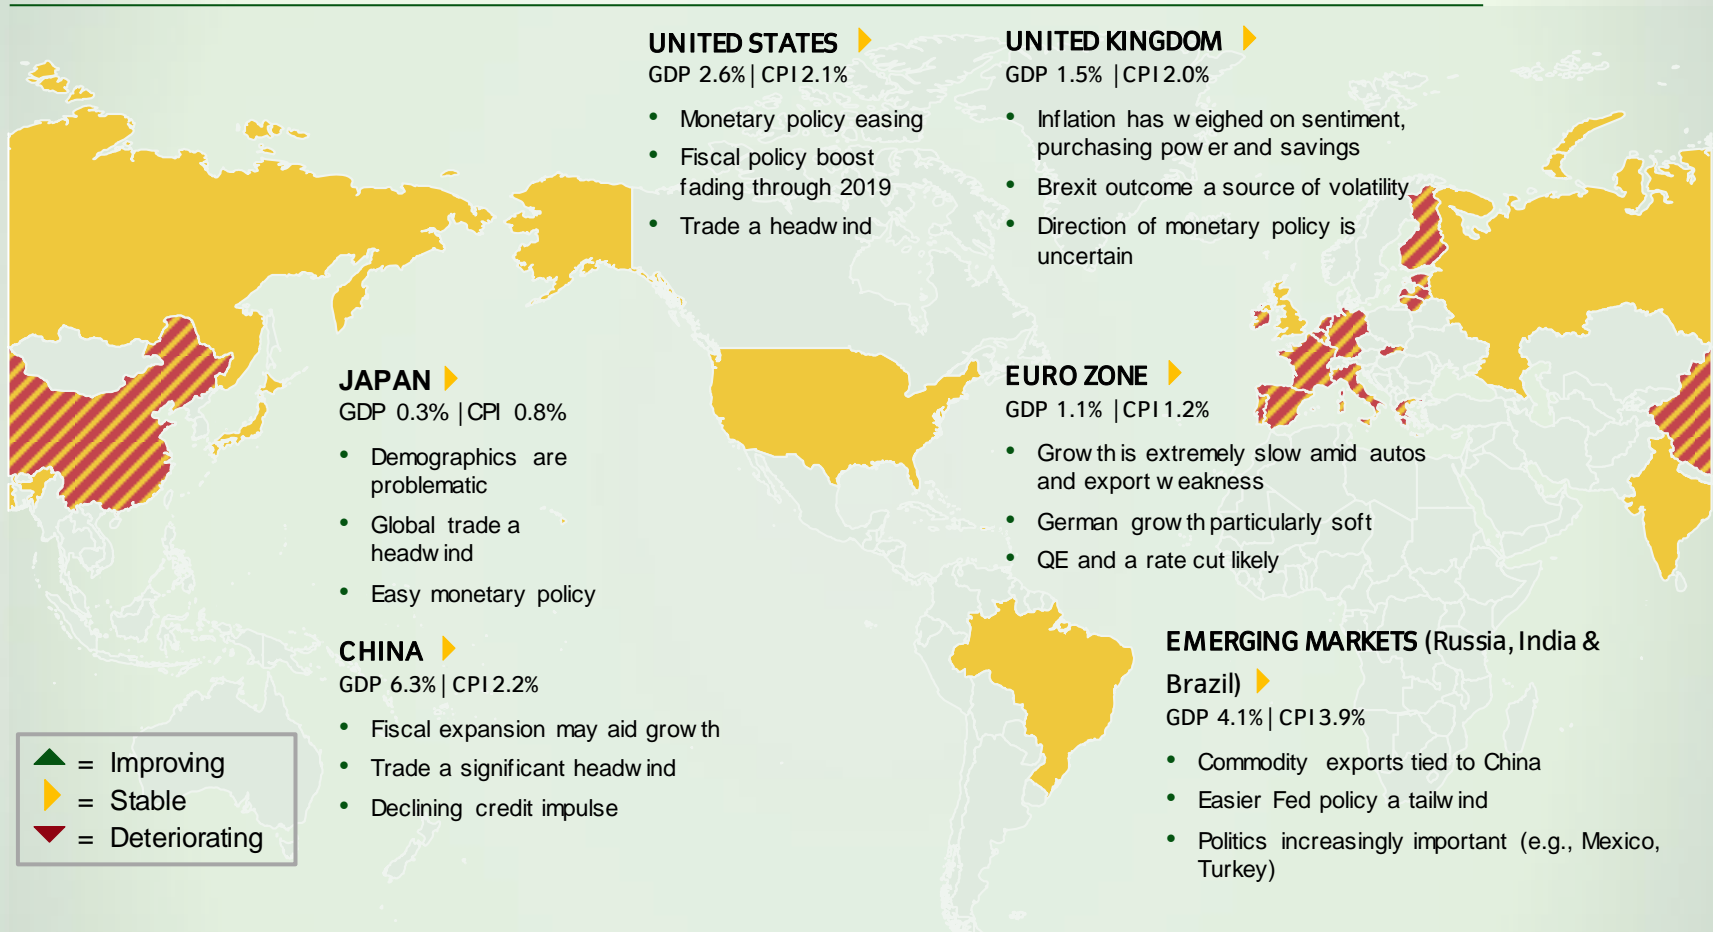 UNITED STATES
GDP 2.6% | CPI 2.1%
• Monetary policy easing
• Fiscal policy boost
fading through 2019
• Trade a headwind
UNITED KINGDOM
GDP 1.5% | CPI 2.0%
• Inflation has weighed on sentiment,
purchasing power and savings
• Brexit outcome a source of volatility
• Direction of monetary policy is
uncertain
JAPAN
GDP 0.3% | CPI 0.8%
• Demographics are
problematic
• Global trade a
headwind
• Easy monetary policy
EURO ZONE
GDP 1.1% | CPI 1.2%
• Growth is extremely slow amid autos
and export weakness
• German growth particularly soft
• QE and a rate cut likely
CHINA
GDP 6.3% | CPI 2.2%
• Fiscal expansion may aid growth
• Trade a significant headwind
• Declining credit impulse
EMERGING MARKETS (Russia, India &
Brazil)
GDP 4.1% | CPI 3.9%
• Commodity exports tied to China
• Easier Fed policy a tailwind
• Politics increasingly important (e.g., Mexico,
Turkey)
= Improving
= Stable
= Deteriorating